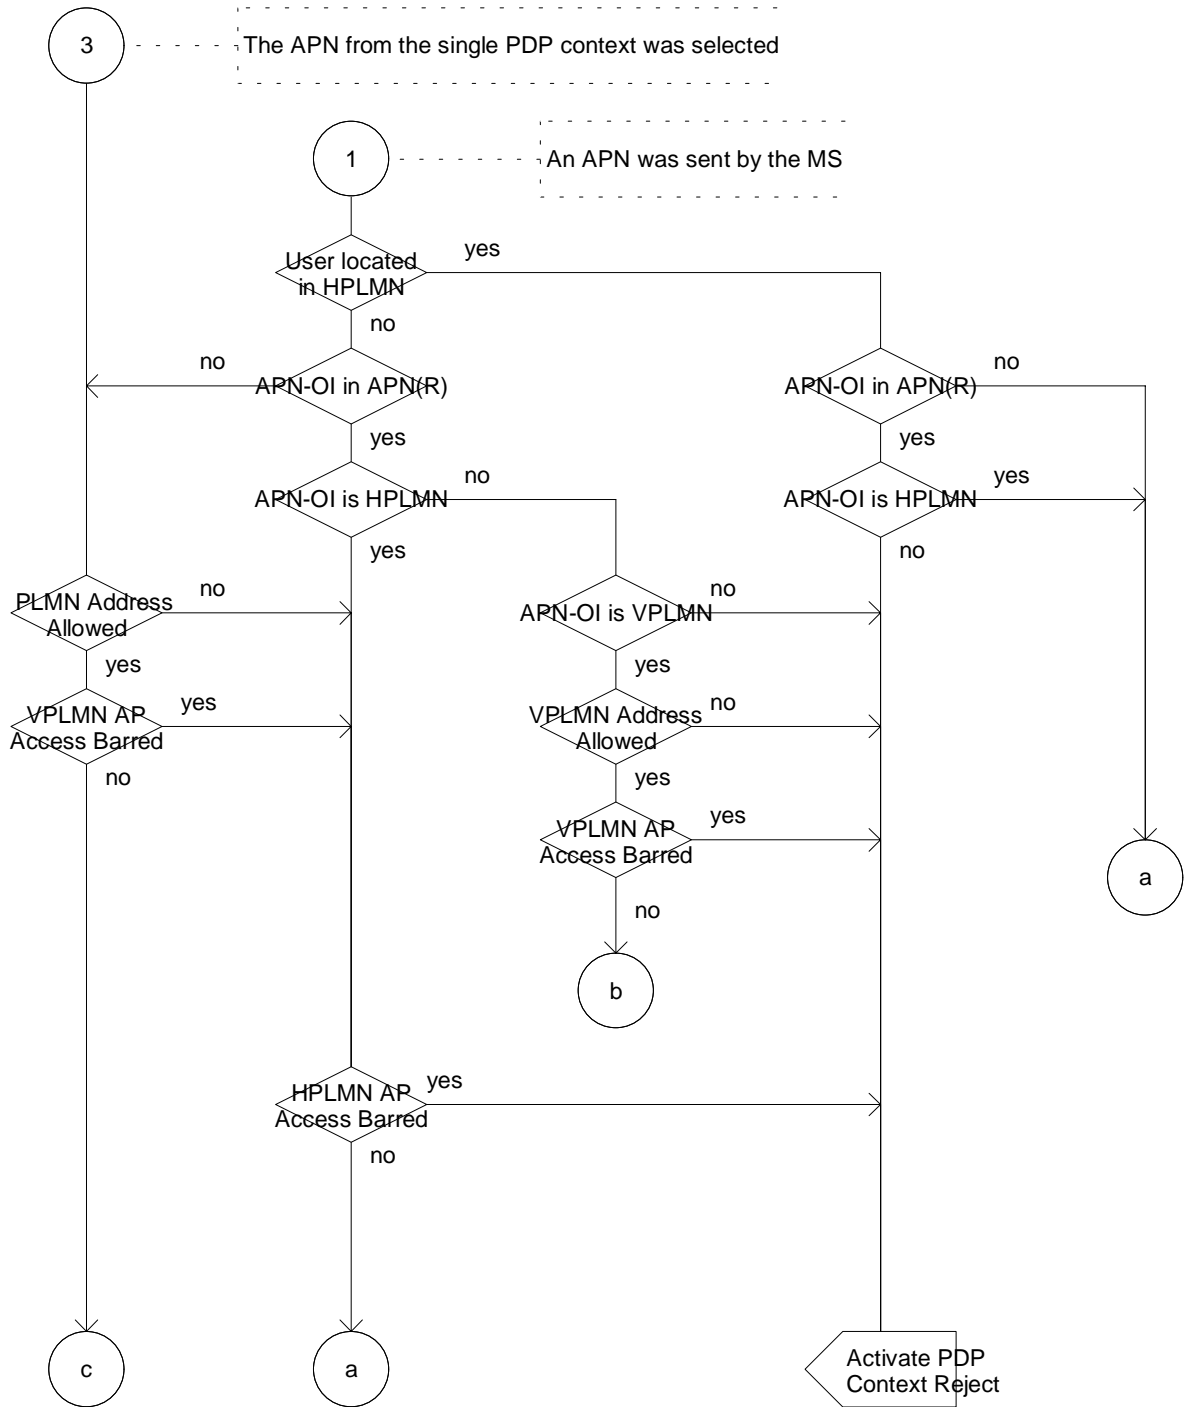 3
The APN from the single PDP context was selected
1
An APN was sent by the MS
User located
in HPLMN
yes
no
no
APN-OI in APN(R)
APN-OI in APN(R)
no
yes
yes
APN-OI is HPLMN
no
APN-OI is HPLMN
yes
yes
no
PLMN Address
Allowed
no
APN-OI is VPLMN
no
yes
yes
VPLMN AP
Access Barred
yes
VPLMN Address
Allowed
no
no
yes
VPLMN AP
Access Barred
yes
a
no
b
HPLMN AP
Access Barred
yes
no
c
a
Activate PDP
Context Reject